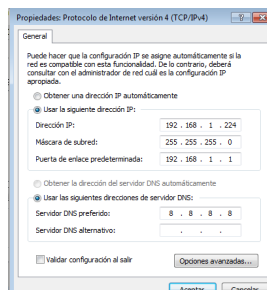 Propiedades: Protocolo de Internet versión 4 (TCP/IPv4)
General
Puede hacer que la configuración IP se asigne automáticamente si la
red es compatible con esta funcionalidad. De lo contrario, deberá
consultar con el administrador de red cuál es la configuración IP
apropiada.
Obtener una dirección IP automáticamente
Usar la siguiente dirección IP:
Dirección IP: 192 . 168 . 1 . 224
Máscara de subred: 255 . 255 . 255 . 0
Puerta de enlace predeterminada: 192 . 168 . 1 . 1
Obtener la dirección del servidor DNS automáticamente
Usar las siguientes direcciones de servidor DNS:
Servidor DNS preferido: 8 . 8 . 8 . 8
Servidor DNS alternativo: . . .
Validar configuración al salir
Opciones avanzadas...
Aceptar Cancelar